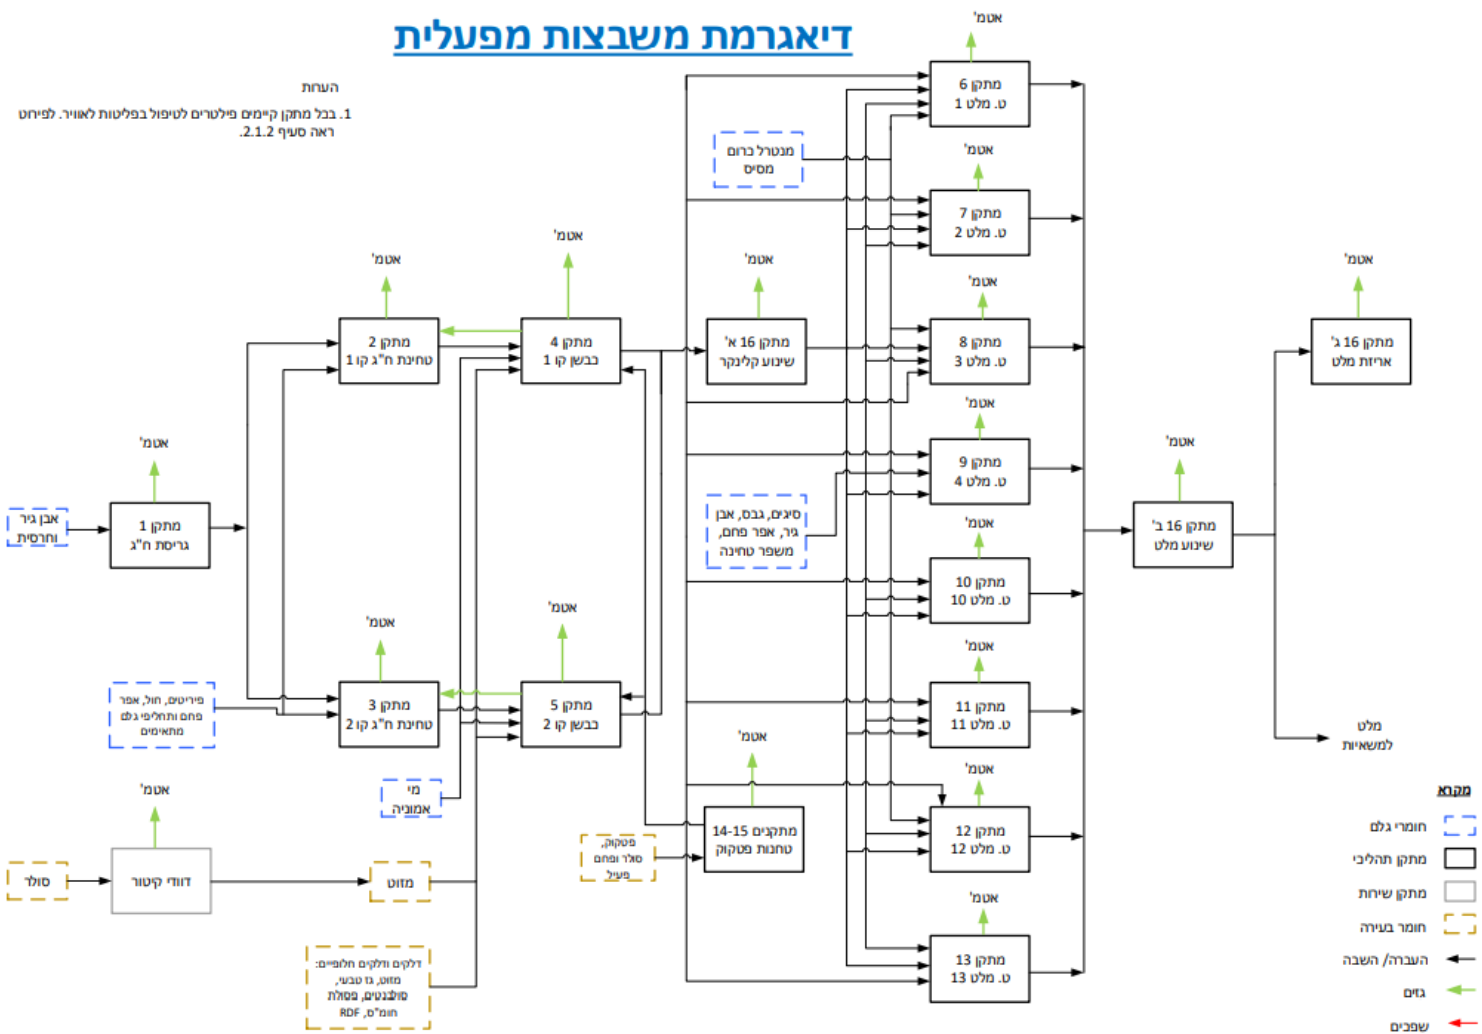 דיאגרמת משבצות מפעלית
הערות
1. בכל מתקן קיימים פילטרים לטיפול בפליטות לאוויר. לפירוט
ראה סעיף 2.1.2.
אטמ'
מתקן 6
ט. מלט 1
מנטרל כרום
מסיס
אטמ'
מתקן 7
ט. מלט 2
אטמ'
מתקן 2
טחינת ח"ג קו 1
אטמ'
מתקן 4
כבשן קו 1
אטמ'
מתקן 16 א'
שינוע קלינקר
אטמ'
מתקן 8
ט. מלט 3
אטמ'
מתקן 16 ג'
אריזת מלט
אבן גיר
וחרסית
אטמ'
מתקן 1
גריסת ח"ג
סיגים, גבס, אבן
גיר, אפר פחם,
משפר טחינה
אטמ'
מתקן 9
ט. מלט 4
אטמ'
מתקן 16 ב'
שינוע מלט
אטמ'
מתקן 10
ט. מלט 10
פיריטים, חול, אפר
פחם ותחליפי גלם
מתאימים
אטמ'
מתקן 3
טחינת ח"ג קו 2
אטמ'
מתקן 5
כבשן קו 2
אטמ'
מתקן 11
ט. מלט 11
מלט
למשאיות
מי
אמוניה
אטמ'
מתקנים 14-15
טחנות פטקוק
פטקוק,
סולר ופחם
פעיל
אטמ'
מתקן 12
ט. מלט 12
סולר
אטמ'
דוודי קיטור
מזוט
דלקים ודלקים חלופיים:
מזוט, גז טבעי,
סולבנטים, פסולת
חומ"ס, RDF
אטמ'
מתקן 13
ט. מלט 13
מקרא
חומרי גלם
מתקן תהליכי
מתקן שירות
חומר בעירה
העברה/ השבה
גזים
שפכים